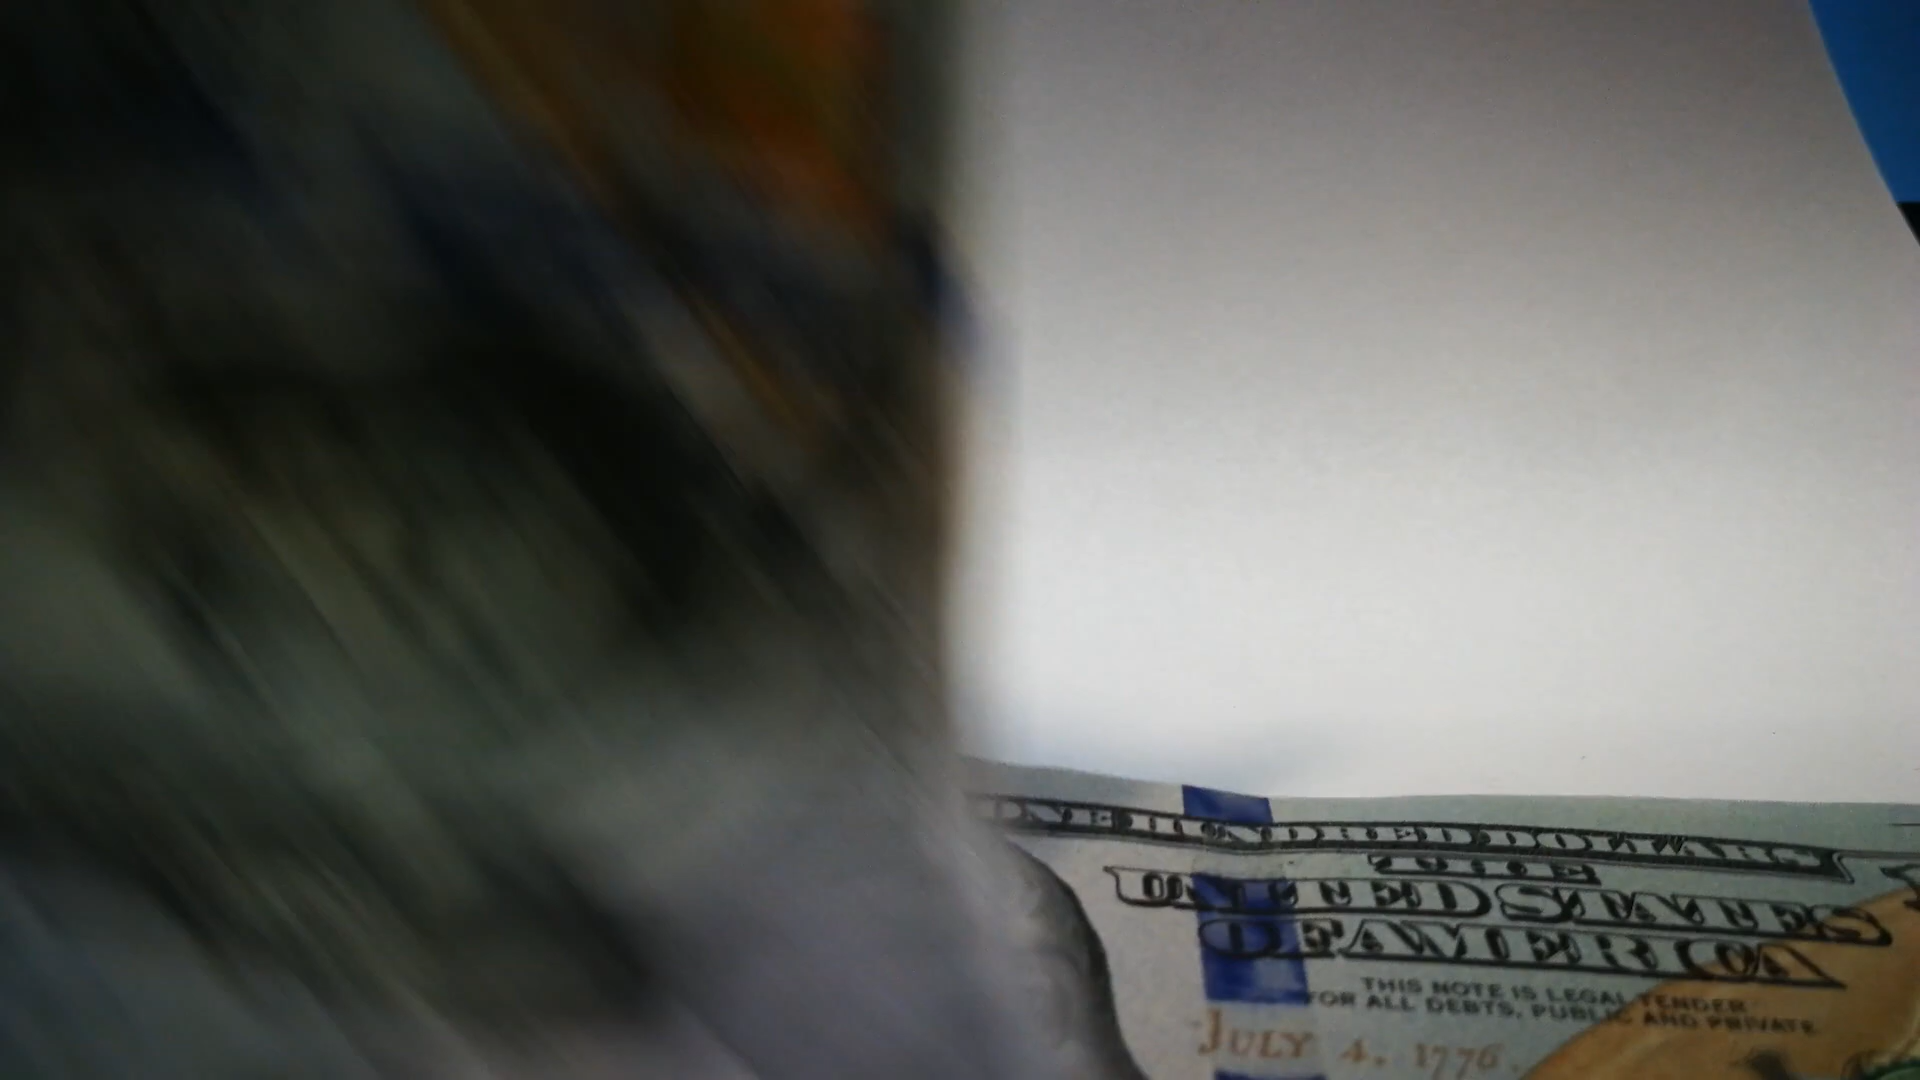 ONE HUNDRED DOLLARS
THE
UNITED STATES
OF AMERICA
THIS NOTE IS LEGAL TENDER
FOR ALL DEBTS, PUBLIC AND PRIVATE
JULY 4, 1776